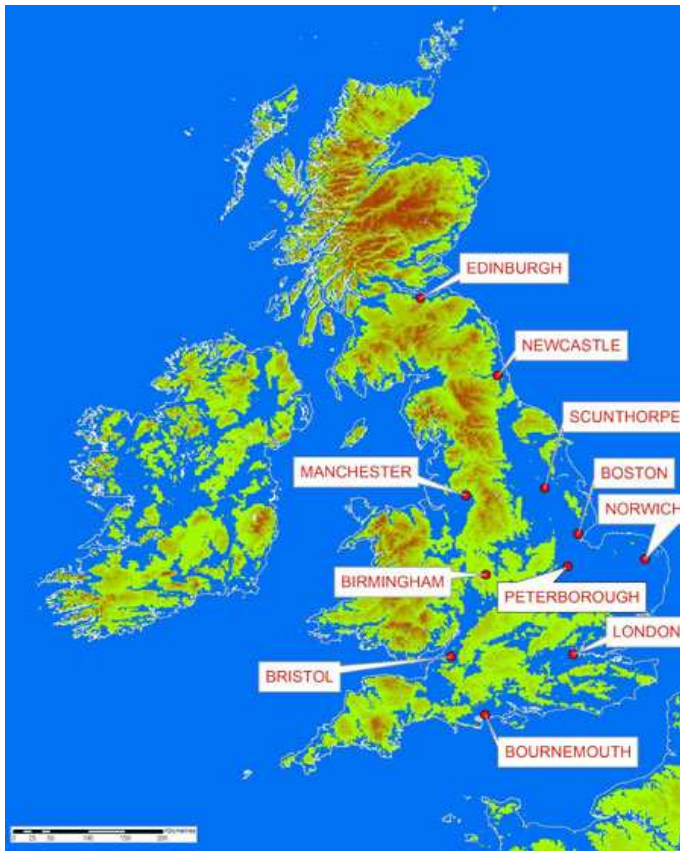 EDINBURGH
NEWCASTLE
SCUNTHORPE
MANCHESTER
BOSTON
NORWICH
BIRMINGHAM
PETERBOROUGH
LONDON
BRISTOL
BOURNEMOUTH